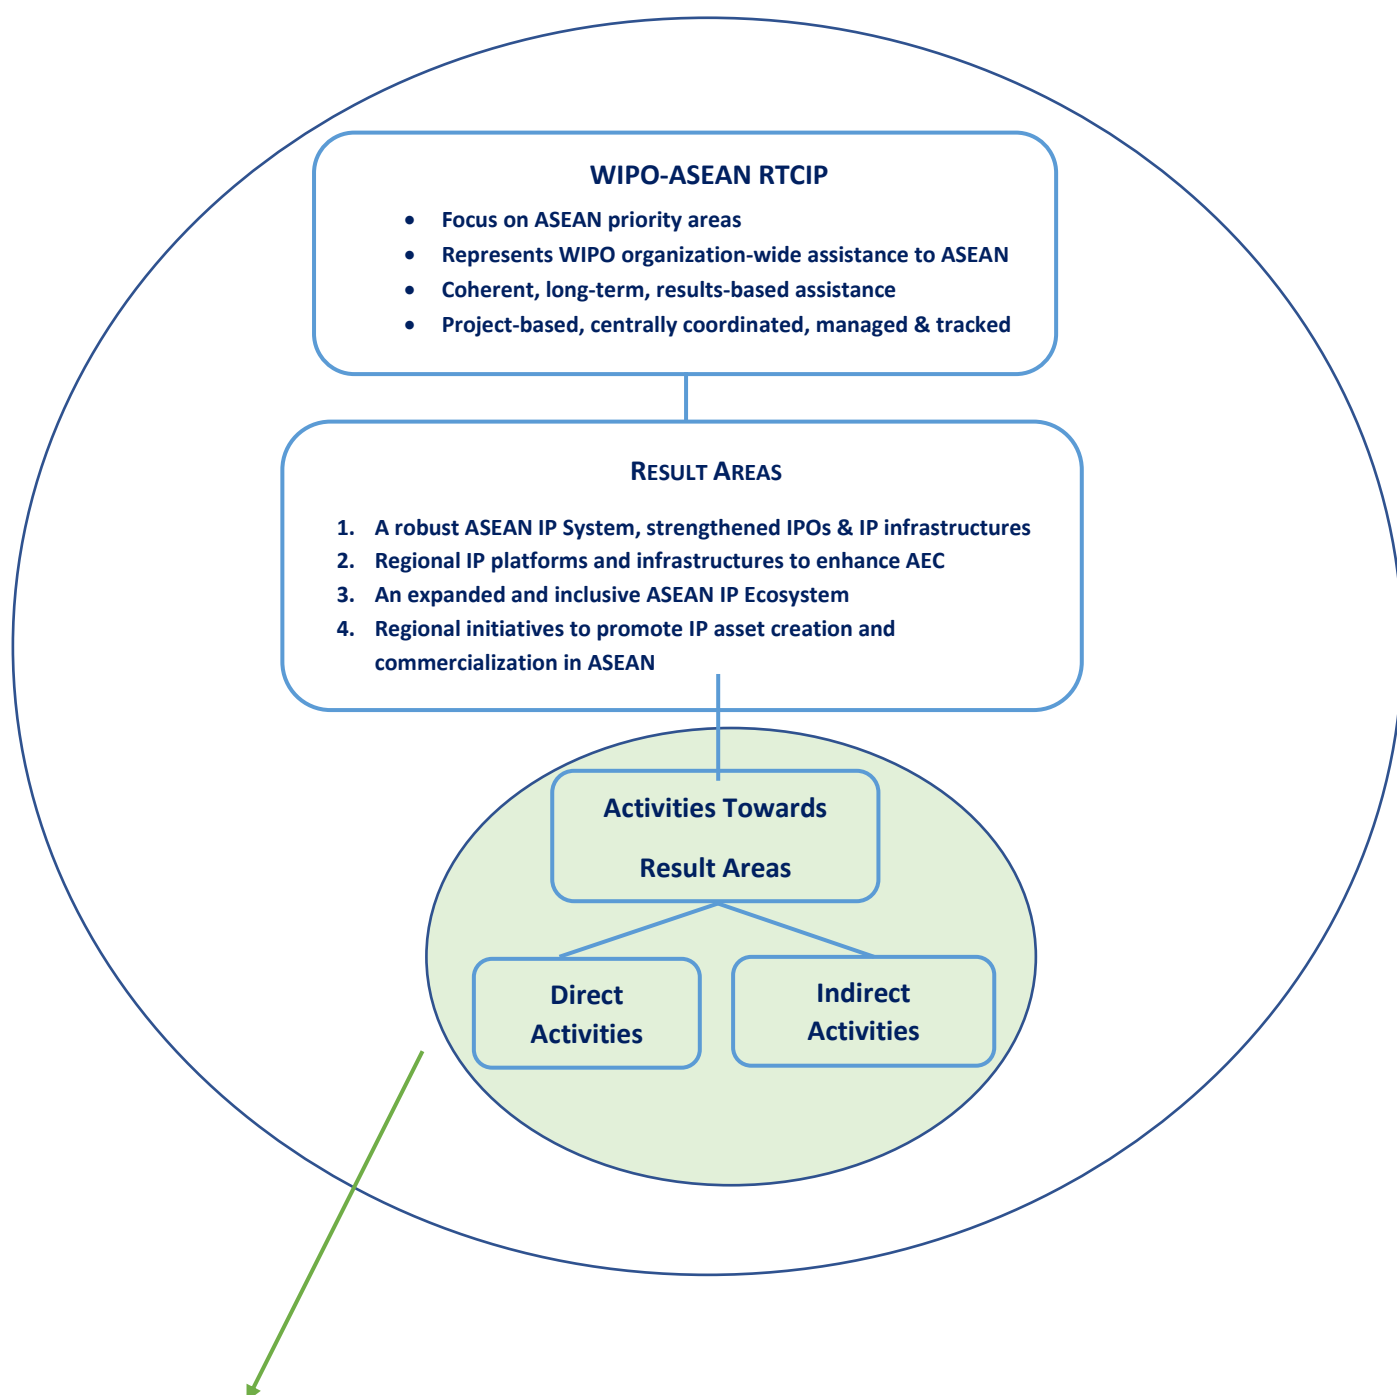 WIPO-ASEAN RTCIP
• Focus on ASEAN priority areas
• Represents WIPO organization-wide assistance to ASEAN
• Coherent, long-term, results-based assistance
• Project-based, centrally coordinated, managed & tracked
RESULT AREAS
1. A robust ASEAN IP System, strengthened IPOs & IP infrastructures
2. Regional IP platforms and infrastructures to enhance AEC
3. An expanded and inclusive ASEAN IP Ecosystem
4. Regional initiatives to promote IP asset creation and
commercialization in ASEAN
Activities Towards
Result Areas
Direct
Activities
Indirect
Activities